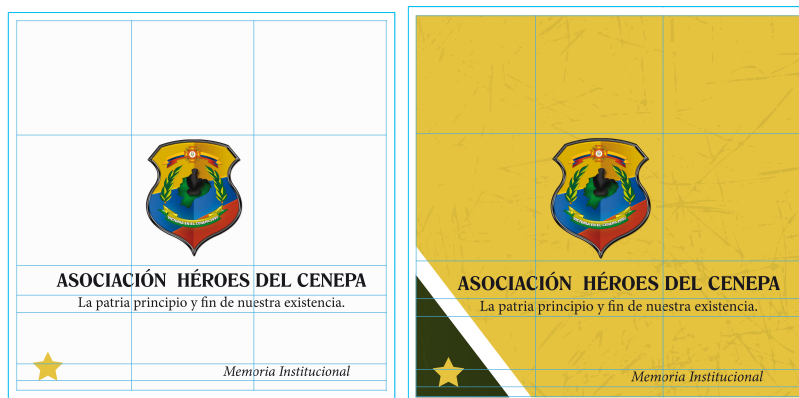 ASOCIACIÓN HÉROES DEL CENEPA
La patria principio y fin de nuestra existencia.
Memoria Institucional
ASOCIACIÓN HÉROES DEL CENEPA
La patria principio y fin de nuestra existencia.
Memoria Institucional